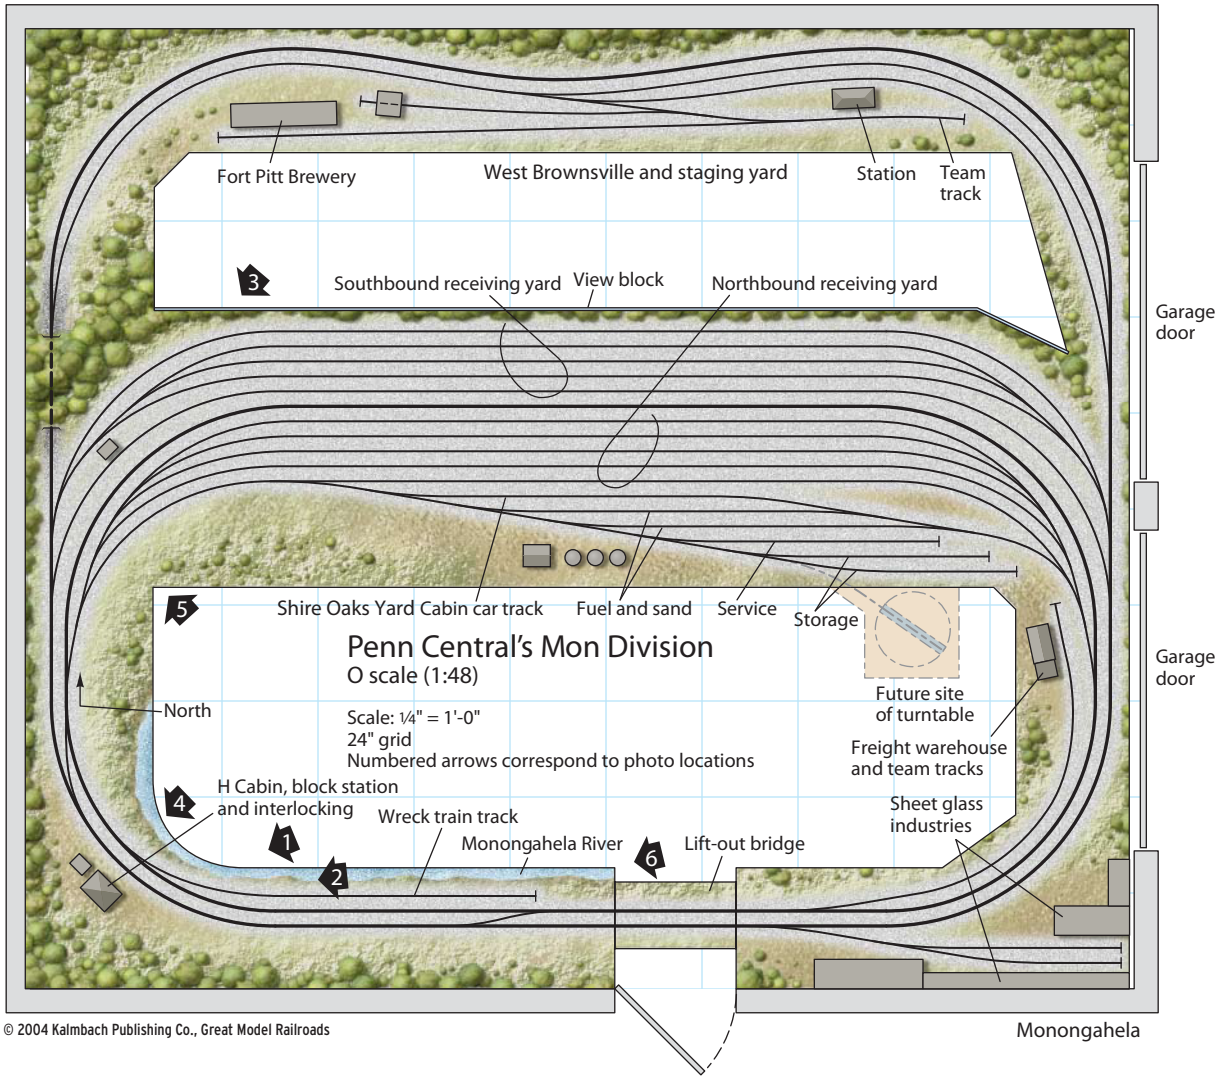 Fort Pitt Brewery
West Brownsville and staging yard
Station
Team
track
3
Southbound receiving yard
View block
Northbound receiving yard
Garage
door
5
Shire Oaks Yard
Cabin car track
Fuel and sand
Service
Storage
Penn Central's Mon Division
O scale (1:48)
Garage
door
North
Scale: ¼" = 1'-0"
24" grid
Numbered arrows correspond to photo locations
Future site
of turntable
Freight warehouse
and team tracks
H Cabin, block station
and interlocking
4
Wreck train track
Sheet glass
industries
1
Monongahela River
6
Lift-out bridge
2
© 2004 Kalmbach Publishing Co., Great Model Railroads
Monongahela